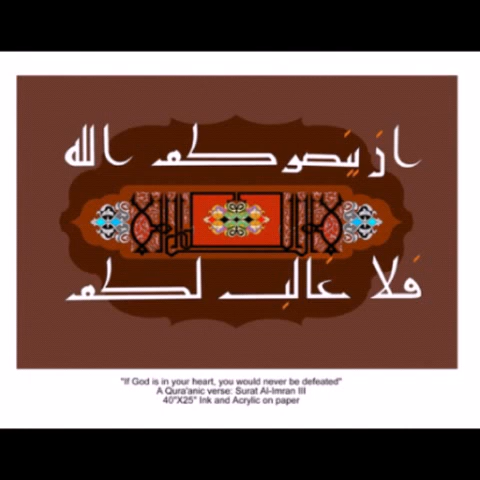 ان ينصركم الله
فلا غالب لكم
"If God is in your heart, you would never be defeated"
A Qura'anic verse: Surat Al-Imran III
40"X25" Ink and Acrylic on paper